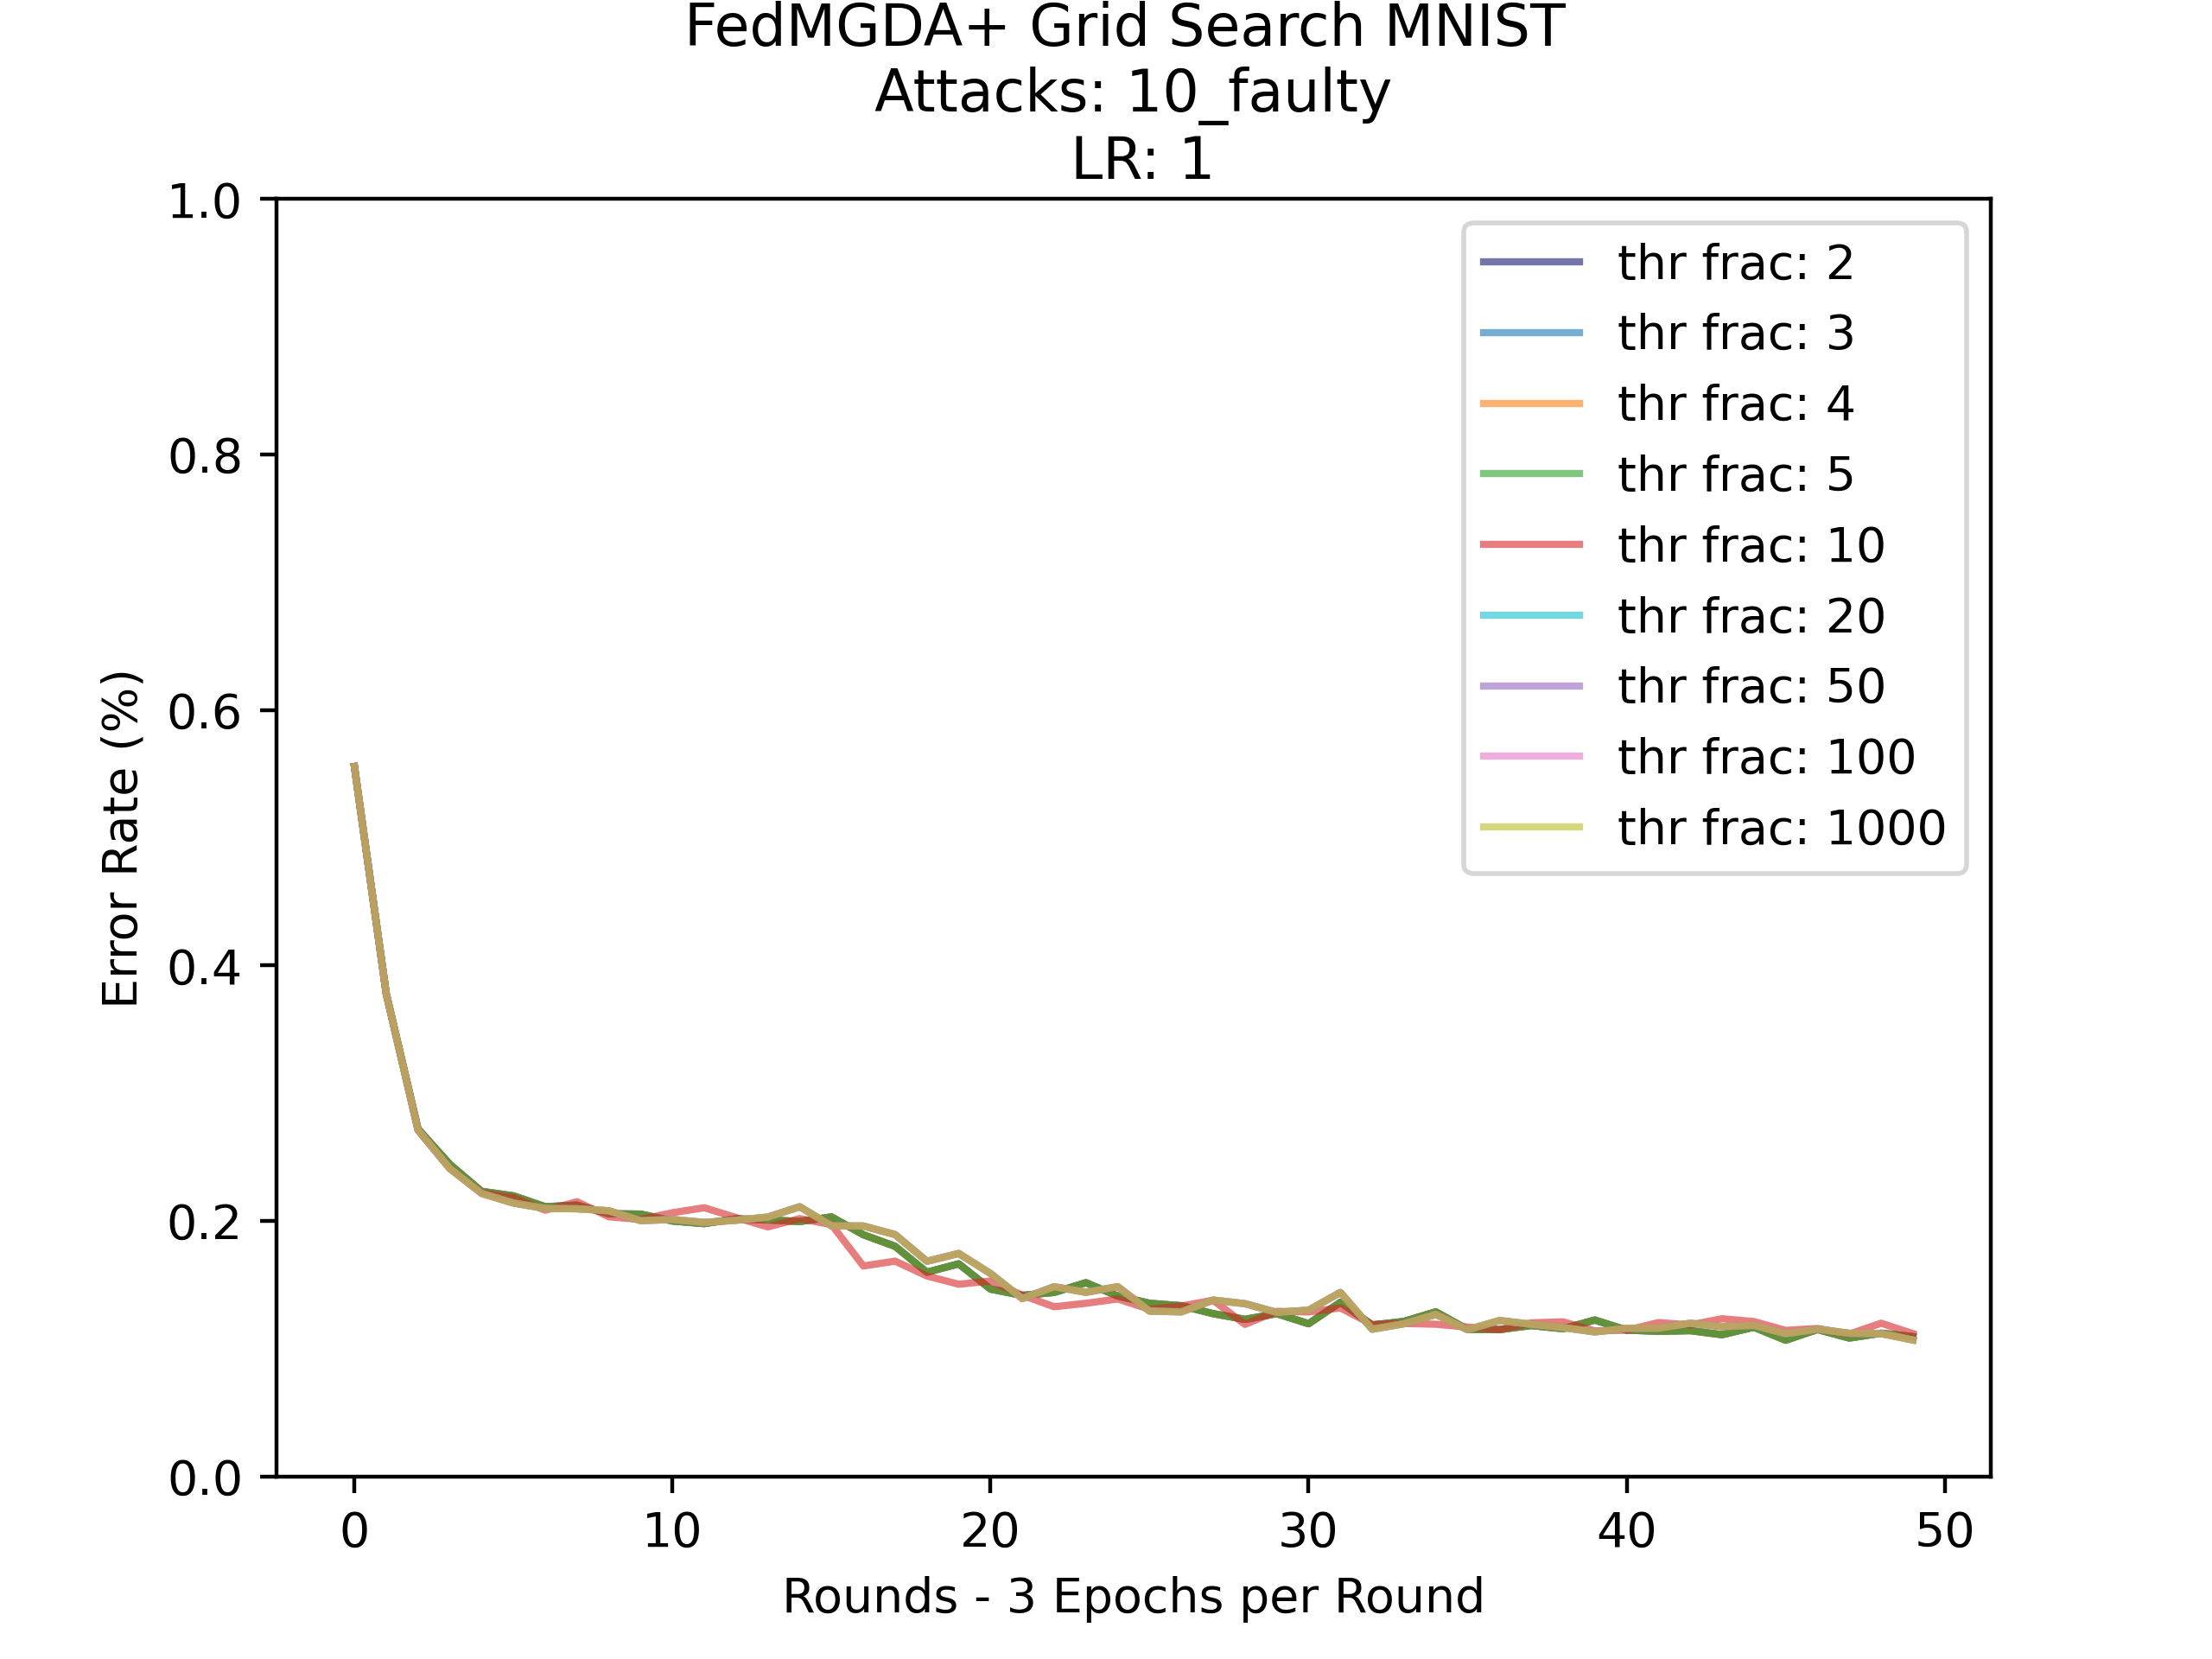 FedMGDA+ Grid Search MNIST
Attacks: 10_faulty
LR: 1
1.0
0.8
0.6
0.4
0.2
0.0
Error Rate (%)
thr frac: 2
thr frac: 3
thr frac: 4
thr frac: 5
thr frac: 10
thr frac: 20
thr frac: 50
thr frac: 100
thr frac: 1000
0 10 20 30 40 50
Rounds - 3 Epochs per Round